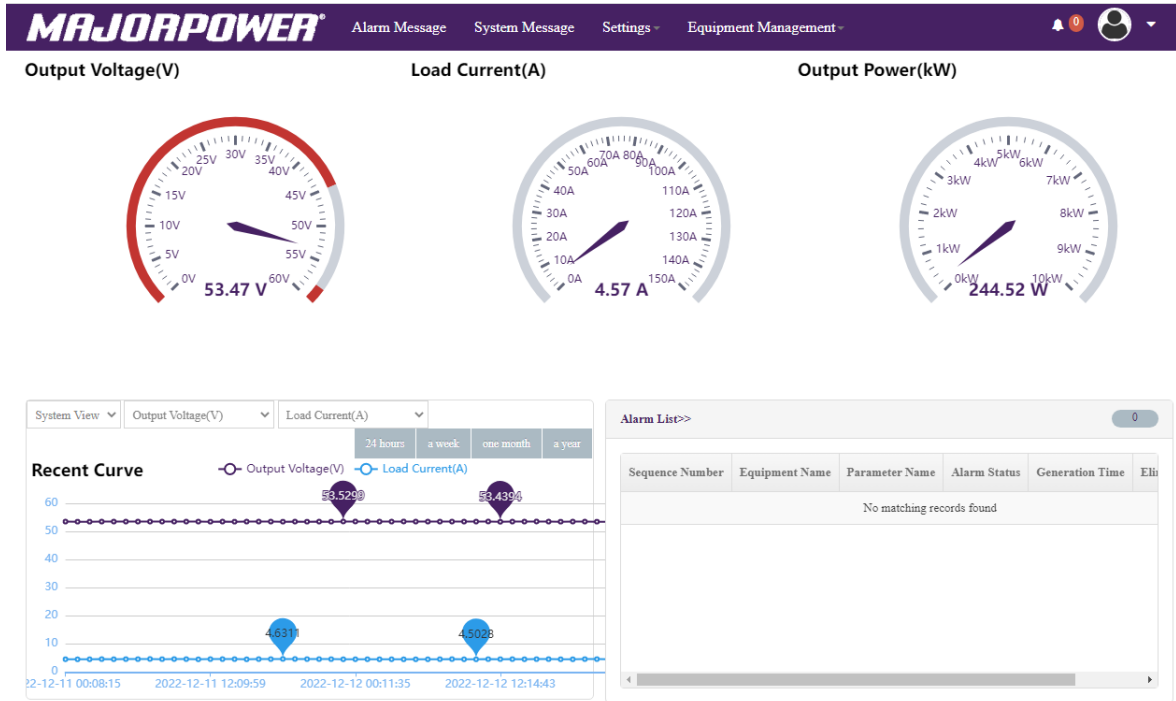 MAJORPOWER®
Alarm Message
System Message
Settings
Equipment Management
0
Output Voltage(V)
Load Current(A)
Output Power(kW)
0V
5V
10V
15V
20V
25V
30V
35V
40V
45V
50V
55V
60V
53.47 V
0A
10A
20A
30A
40A
50A
60A
70A
80A
90A
100A
110A
120A
130A
140A
150A
4.57 A
0kW
1kW
2kW
3kW
4kW
5kW
6kW
7kW
8kW
9kW
10kW
244.52 W
System View
Output Voltage(V)
Load Current(A)
24 hours
a week
one month
a year
Recent Curve
Output Voltage(V)
Load Current(A)
60
50
40
30
20
10
0
53.5299
53.4394
4.6311
4.5028
22-12-11 00:08:15
2022-12-11 12:09:59
2022-12-12 00:11:35
2022-12-12 12:14:43
Alarm List>>
0
Sequence Number
Equipment Name
Parameter Name
Alarm Status
Generation Time
Eli
No matching records found